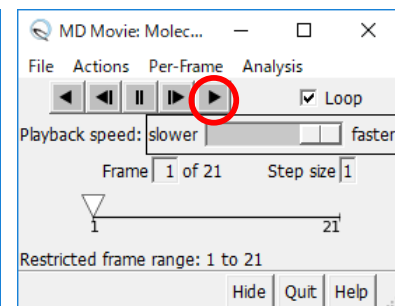 MD Movie: Molec...
File Actions Per-Frame Analysis
Loop
Playback speed: slower faster
Frame 1 of 21 Step size 1
1 21
Restricted frame range: 1 to 21
Hide Quit Help